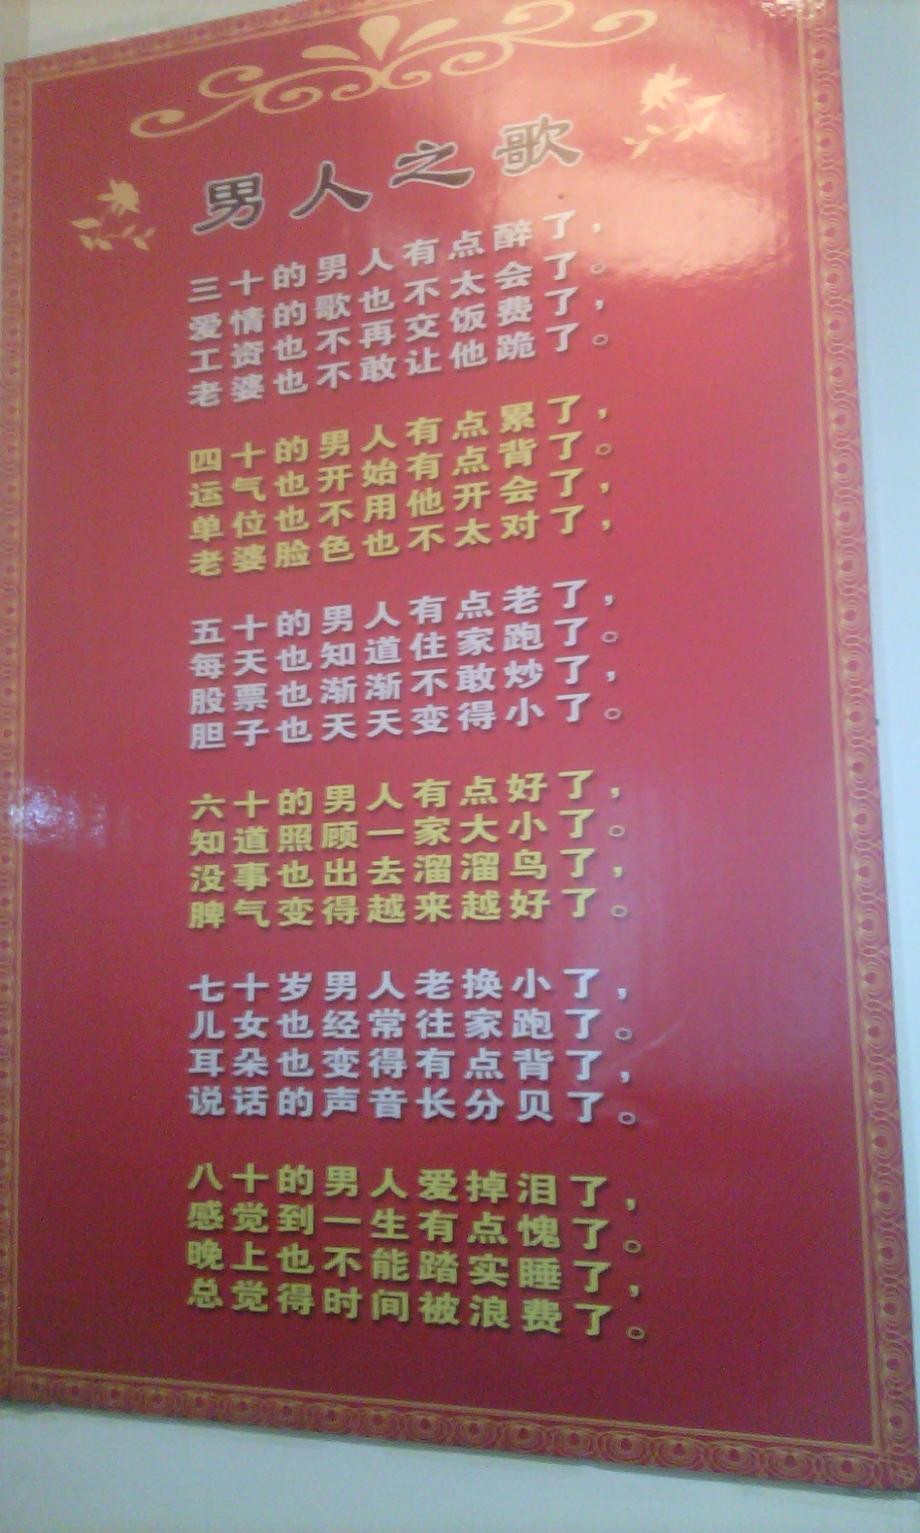 男人之歌
三十的男人有点醉了，
爱情的歌也不太会了。
工资也不再交饭费了，
老婆也不敢让他跪了。
四十的男人有点累了，
运气也开始有点背了。
单位也不用他开会了，
老婆脸色也不太对了，
五十的男人有点老了，
每天也知道住家跑了。
股票也渐渐不敢炒了，
胆子也天天变得小了。
六十的男人有点好了，
知道照顾一家大小了。
没事也出去溜溜鸟了，
脾气变得越来越好了。
七十岁男人老换小了，
儿女也经常往家跑了。
耳朵也变得有点背了，
说话的声音长分贝了。
八十的男人爱掉泪了，
感觉到一生有点愧了。
晚上也不能踏实睡了，
总觉得时间被浪费了。